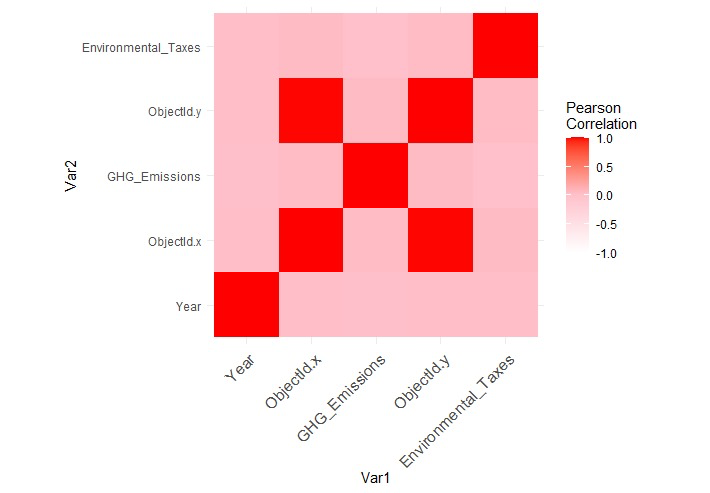 Environmental_Taxes
ObjectId.y
GHG_Emissions
ObjectId.x
Year
Var2
Year
ObjectId.x
GHG_Emissions
ObjectId.y
Environmental_Taxes
Var1
Pearson
Correlation
1.0
0.5
0.0
-0.5
-1.0